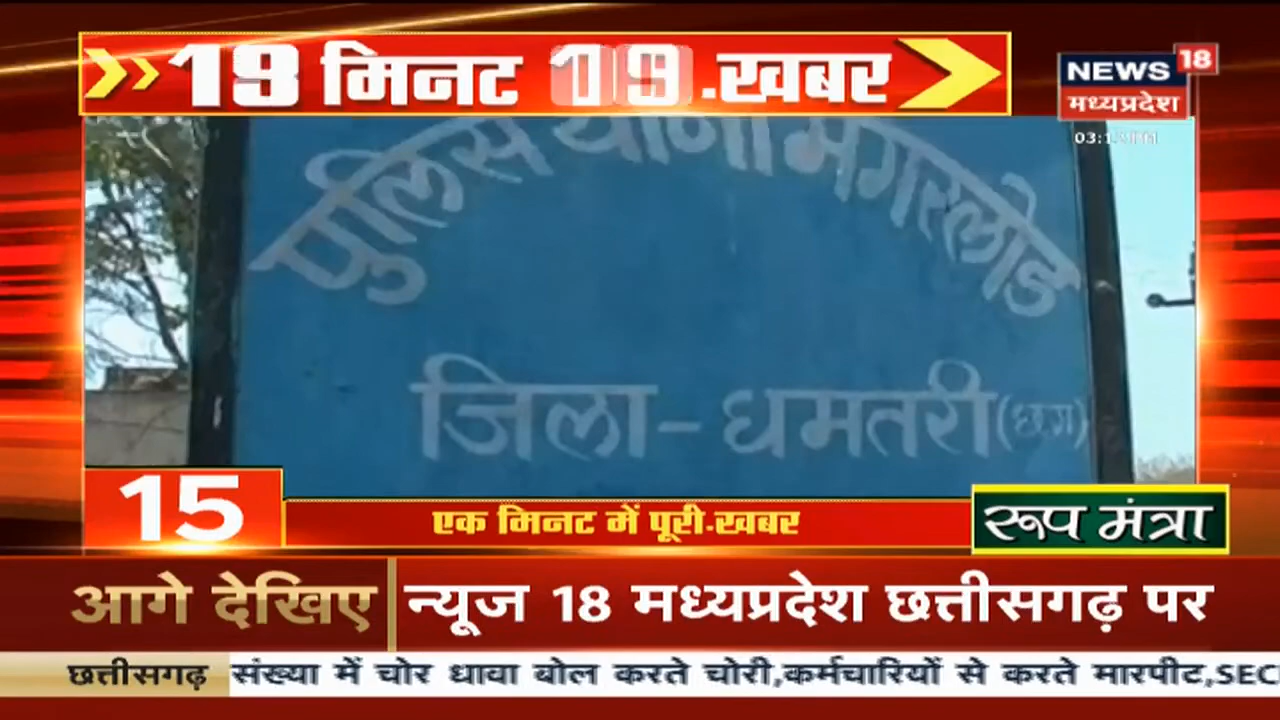 19 मिनट 19 .खबर
NEWS 18
मध्यप्रदेश
पुलिस थाना मगरलोड
जिला - धमतरी (छ.ग)
15
एक मिनट में पूरी.खबर
रूप मंत्रा
आगे देखिए
न्यूज 18 मध्यप्रदेश छत्तीसगढ़ पर
छत्तीसगढ़
संख्या में चोर धावा बोल करते चोरी,कर्मचारियों से करते मारपीट,SEC